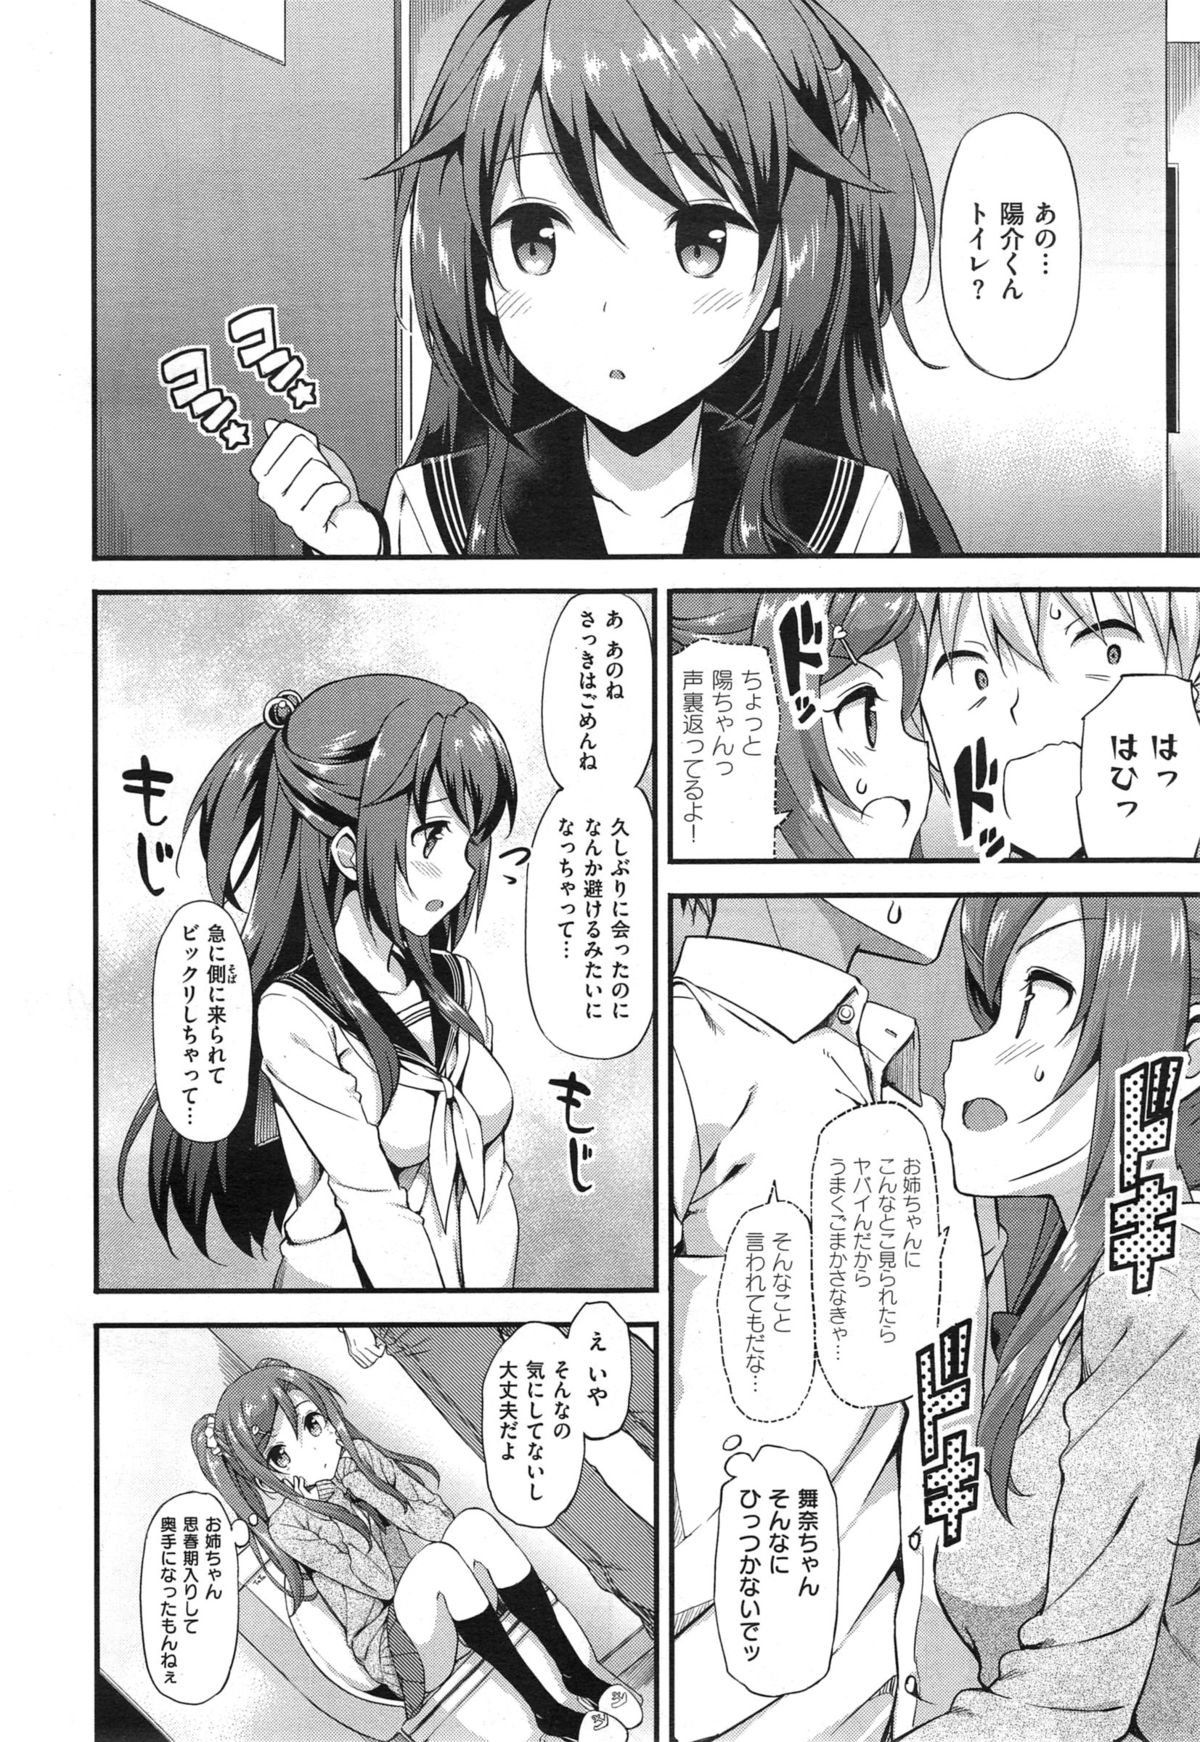 あの…
陽介くん
トイレ？
コンッ
コンッ
はっ
はひっ
ドキ
ドキ
ちょっと
陽ちゃんっ
声裏返ってるよ！
ドキ
ドキ
お姉ちゃんに
こんなとこ見られたら
ヤバイんだから
うまくごまかさなきゃ…
そんなこと
言われてもだな…
舞奈ちゃん
そんなに
ひっつかないでッ
あ あのね
さっきはごめんね
久しぶりに会ったのに
なんか避けるみたいに
なっちゃって…
もじ
もじ
急に側に来られて
そば
ビックリしちゃって…
え いや
そんなの
気にしてないし
大丈夫だよ
お姉ちゃん
思春期入りして
奥手になったもんねぇ